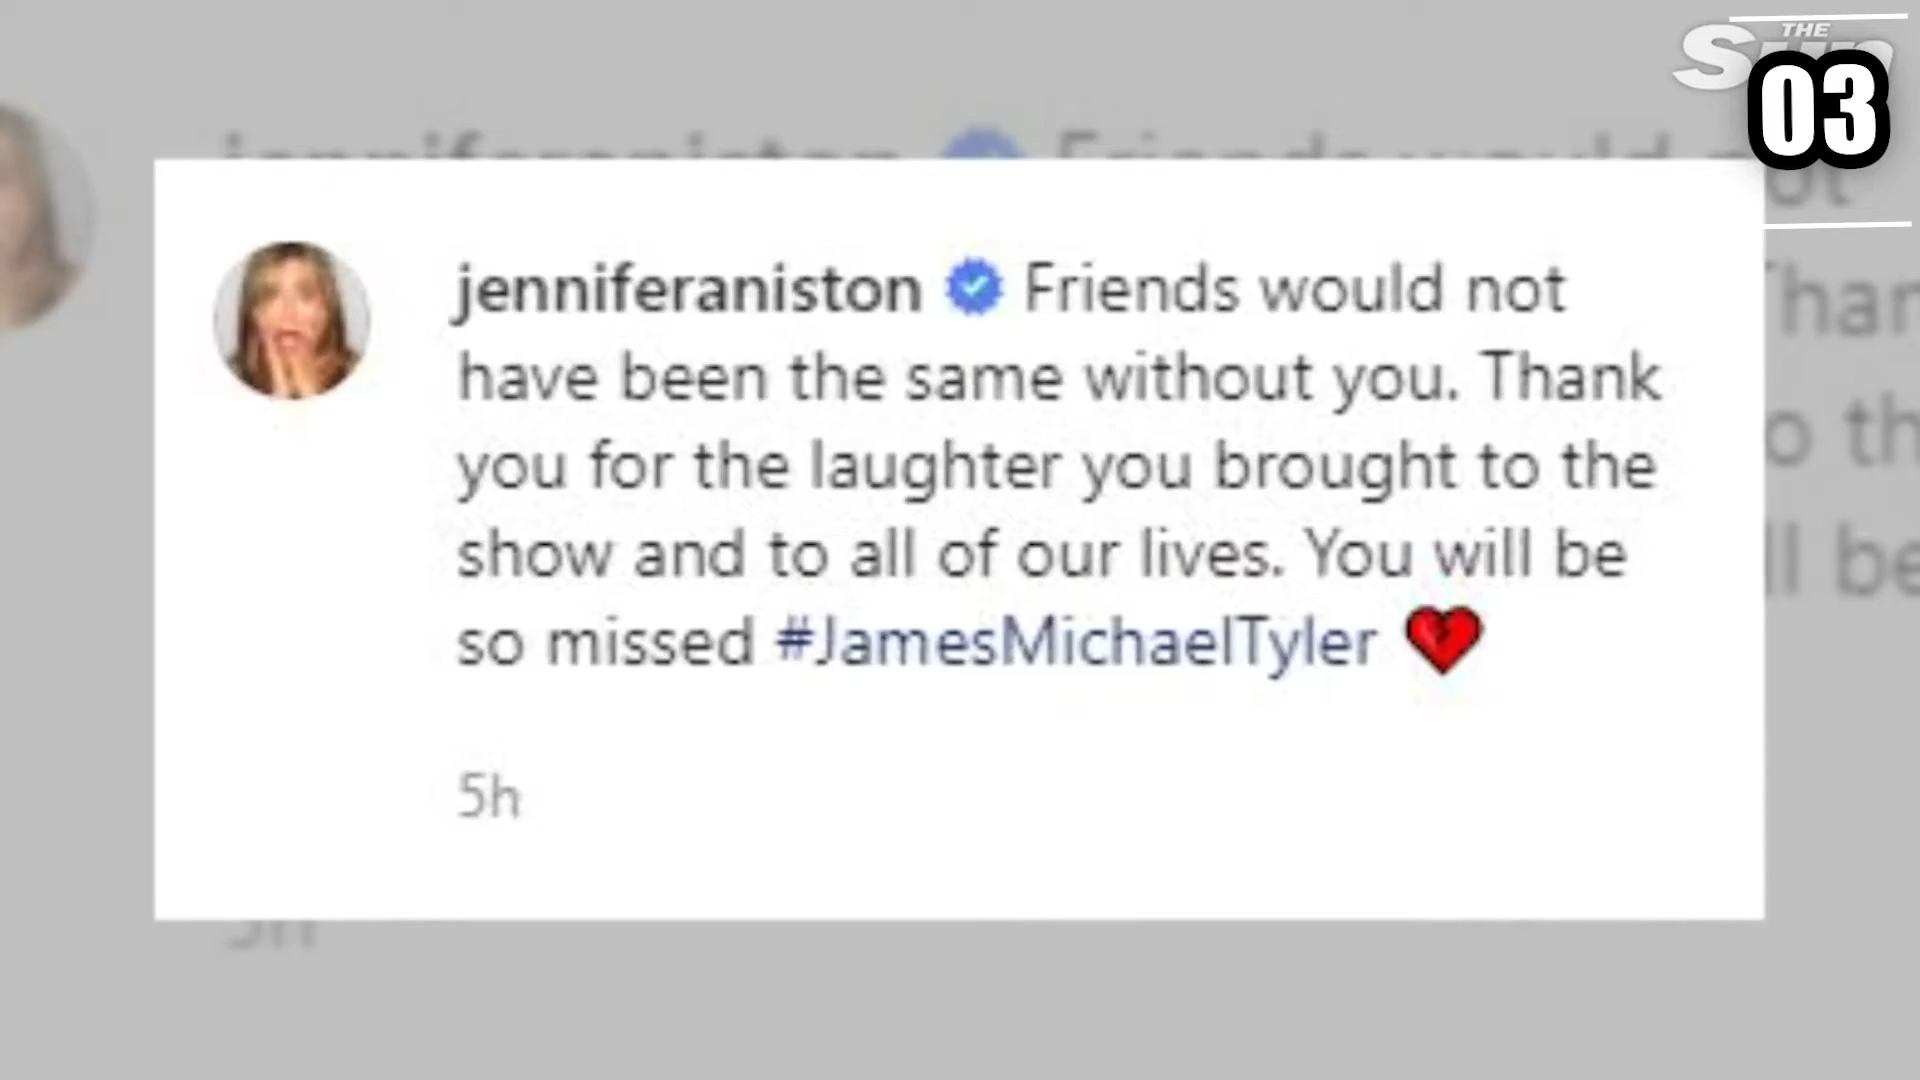 THE
Sun
03
jenniferaniston Friends would not
have been the same without you. Thank
you for the laughter you brought to the
show and to all of our lives. You will be
so missed #JamesMichaelTyler
5h